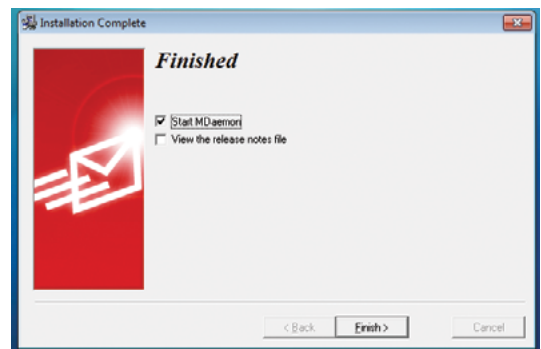 Installation Complete
Finished
Start MDaemon
View the release notes file
< Back
Finish >
Cancel